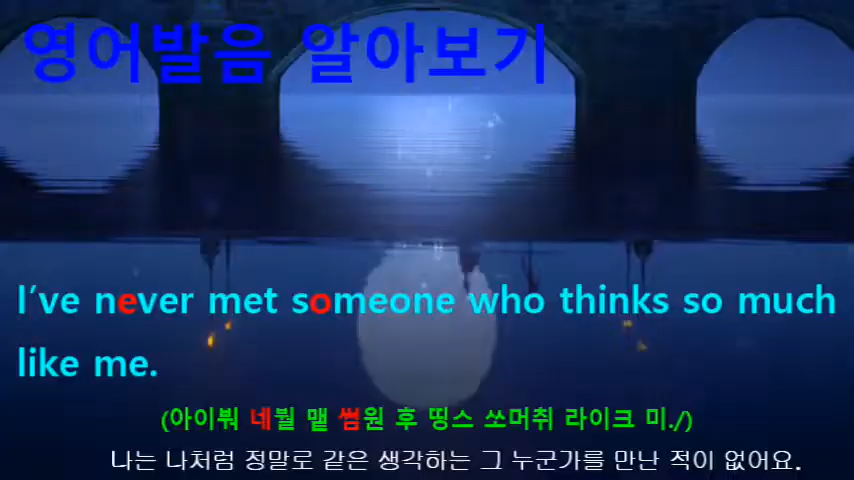 영어발음 알아보기
I've never met someone who thinks so much
like me.
(아이붜 네붤 맽 썸원 후 띵스 쏘머취 라이크 미./)
나는 나처럼 정말로 같은 생각하는 그 누군가를 만난 적이 없어요.